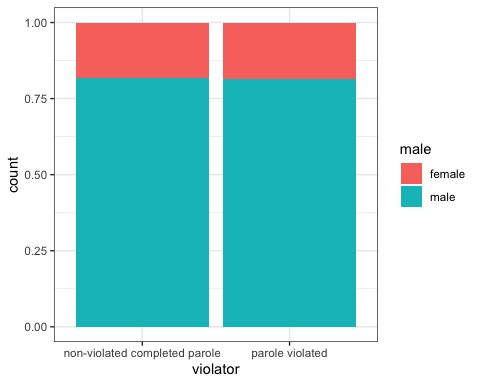 1.00
0.75
0.50
0.25
0.00
count
non-violated completed parole
parole violated
violator
male
female
male